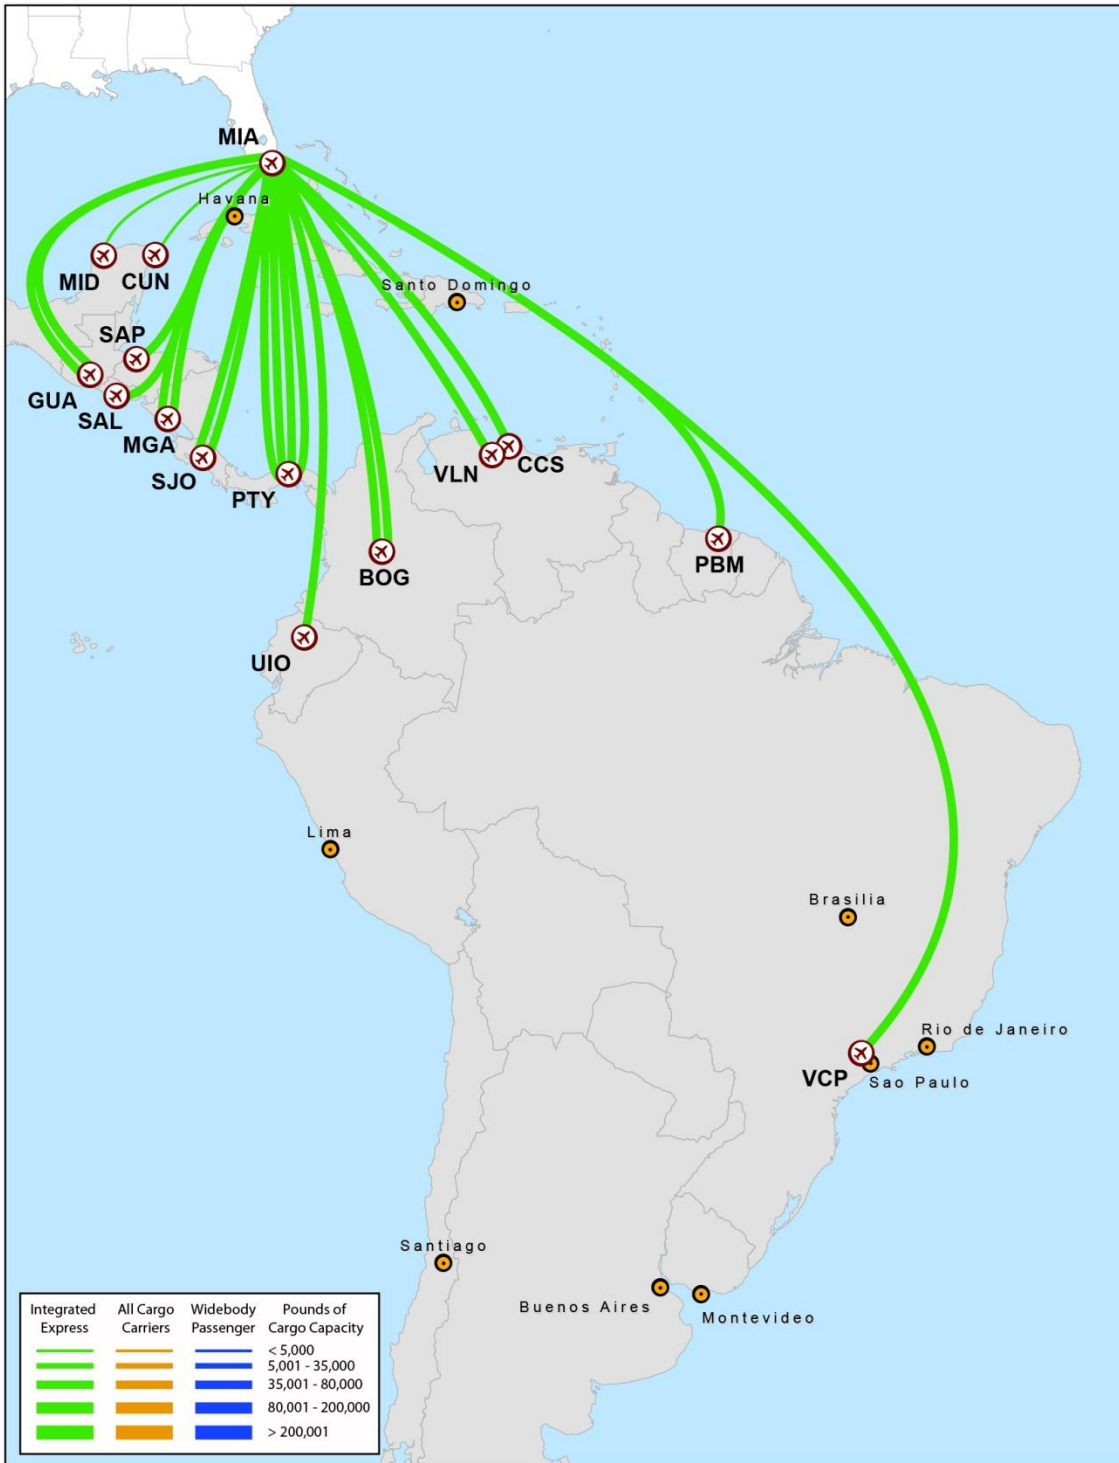 MIA
Havana
MID
CUN
Santo Domingo
SAP
GUA
SAL
MGA
SJO
PTY
VLN
CCS
BOG
PBM
UIO
Lima
Brasilia
Rio de Janeiro
VCP
Sao Paulo
Santiago
Buenos Aires
Montevideo
Integrated Express
All Cargo Carriers
Widebody Passenger
Pounds of Cargo Capacity
< 5,000
5,001 - 35,000
35,001 - 80,000
80,001 - 200,000
> 200,001